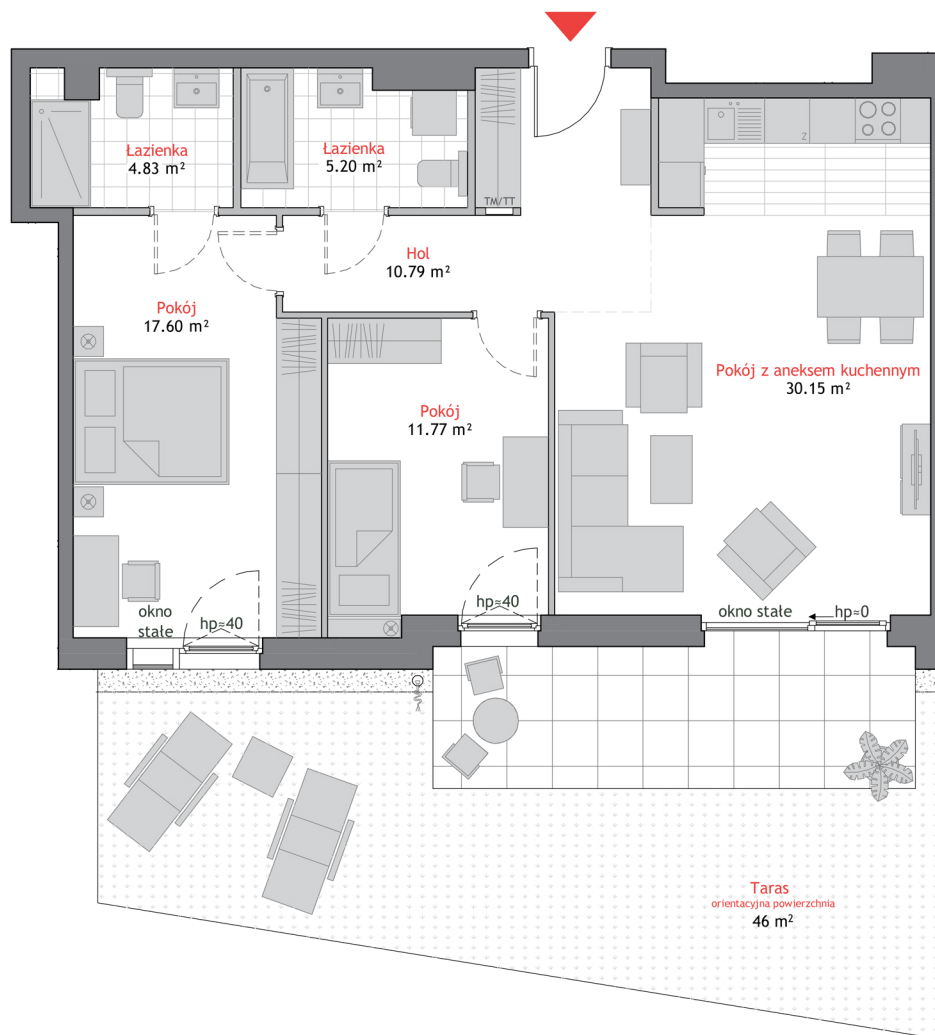 Łazienka
4.83 m²
Łazienka
5.20 m²
TM/TT
Z
Hol
10.79 m²
Pokój
17.60 m²
Pokój z aneksem kuchennym
30.15 m²
Pokój
11.77 m²
okno
stałe
hp≈40
hp≈40
okno stałe
hp≈0
Taras
orientacyjna powierzchnia
46 m²